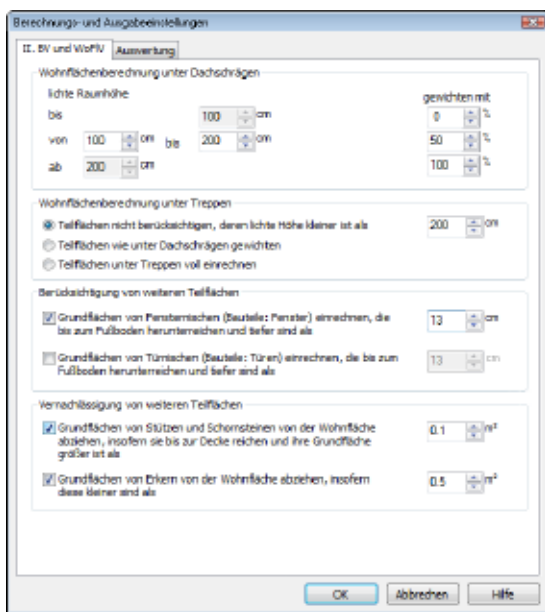 Berechnungs- und Ausgabeeinstellungen
II. BV und WoFlV Auswertung
Wohnflächenberechnung unter Dachschrägen
lichte Raumhöhe gewichten mit
bis 100 cm 0 %
von 100 cm bis 200 cm 50 %
ab 200 cm 100 %
Wohnflächenberechnung unter Treppen
Teilflächen nicht berücksichtigen, deren lichte Höhe kleiner ist als 200 cm
Teilflächen wie unter Dachschrägen gewichten
Teilflächen unter Treppen voll einrechnen
Berücksichtigung von weiteren Teilflächen
Grundflächen von Fensternischen (Bauteile: Fenster) einrechnen, die 13 cm
bis zum Fußboden herunterreichen und tiefer sind als
Grundflächen von Türnischen (Bauteile: Türen) einrechnen, die bis zum 13 cm
Fußboden herunterreichen und tiefer sind als
Vernachlässigung von weiteren Teilflächen
Grundflächen von Stützen und Schornsteinen von der Wohnfläche 0.1 m²
abziehen, insofern sie bis zur Decke reichen und ihre Grundfläche
größer ist als
Grundflächen von Erkern von der Wohnfläche abziehen, insofern 0.5 m²
diese kleiner sind als
OK Abbrechen Hilfe